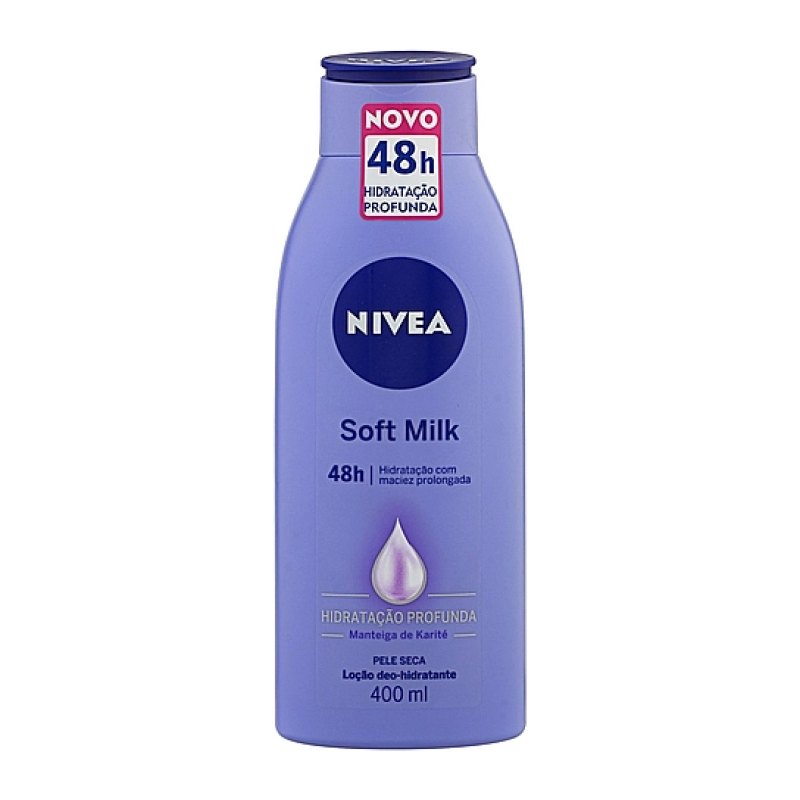 NOVO
48h
HIDRATAÇÃO
PROFUNDA
NIVEA
Soft Milk
48h | Hidratação com
maciez prolongada
HIDRATAÇÃO PROFUNDA
Manteiga de Karité
PELE SECA
Loção deo-hidratante
400 ml